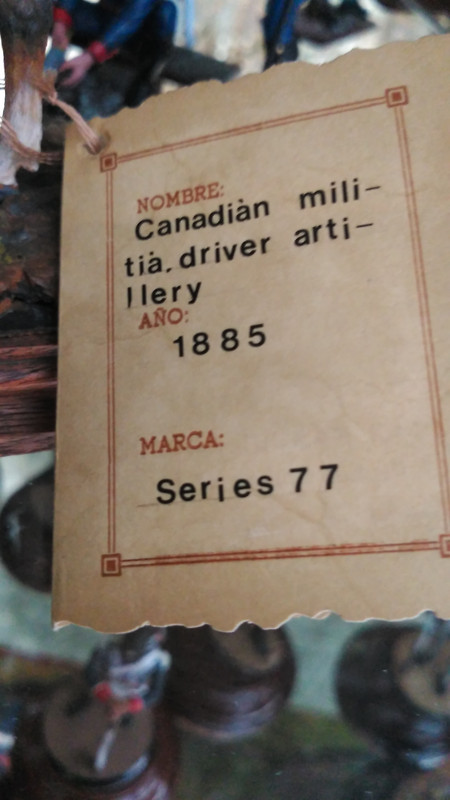 NOMBRE:
Canadiàn mili-
tià. driver arti-
llery
AÑO:
1885
MARCA:
Series 77